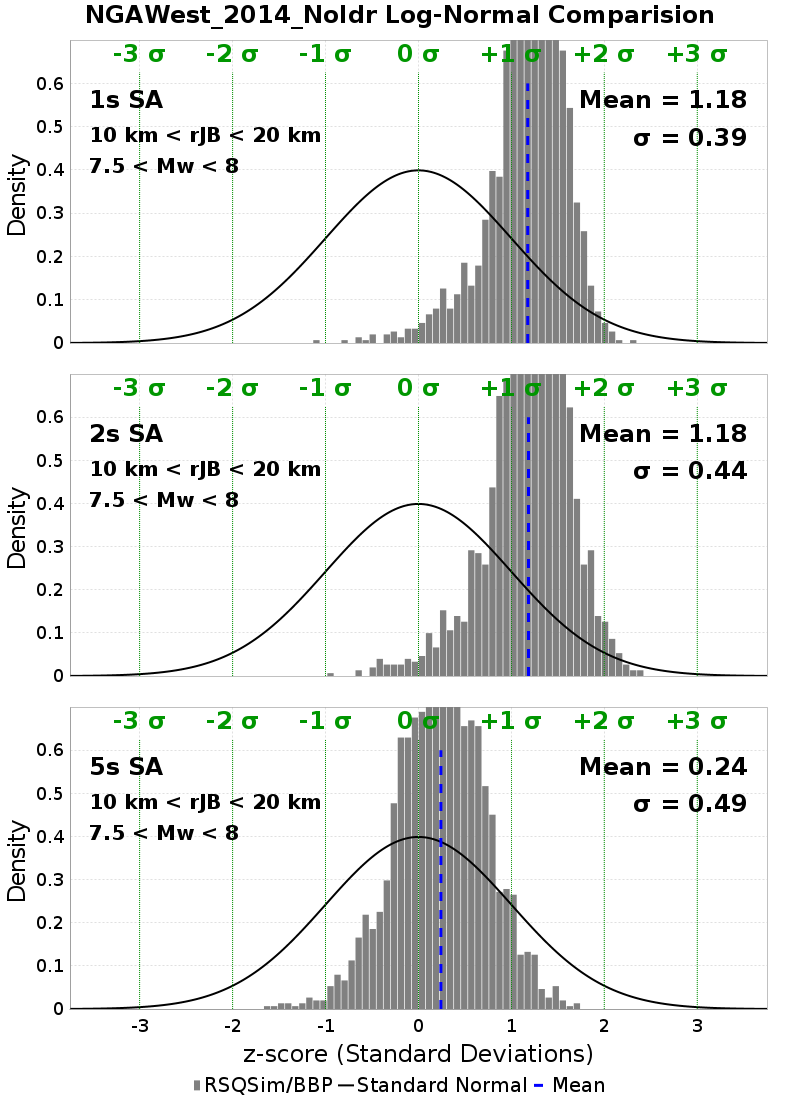 NGAWest_2014_NoIdr Log-Normal Comparision
-3 σ -2 σ -1 σ 0 σ +1 σ +2 σ +3 σ
0.6
1s SA Mean = 1.18
0.5
10 km < rJB < 20 km σ = 0.39
7.5 < Mw < 8
0.4
0.3
0.2
0.1
0
Density
-3 σ -2 σ -1 σ 0 σ +1 σ +2 σ +3 σ
0.6
2s SA Mean = 1.18
0.5
10 km < rJB < 20 km σ = 0.44
7.5 < Mw < 8
0.4
0.3
0.2
0.1
0
Density
-3 σ -2 σ -1 σ 0 σ +1 σ +2 σ +3 σ
0.6
5s SA Mean = 0.24
0.5
10 km < rJB < 20 km σ = 0.49
7.5 < Mw < 8
0.4
0.3
0.2
0.1
0
Density
-3 -2 -1 0 1 2 3
z-score (Standard Deviations)
RSQSim/BBP Standard Normal Mean